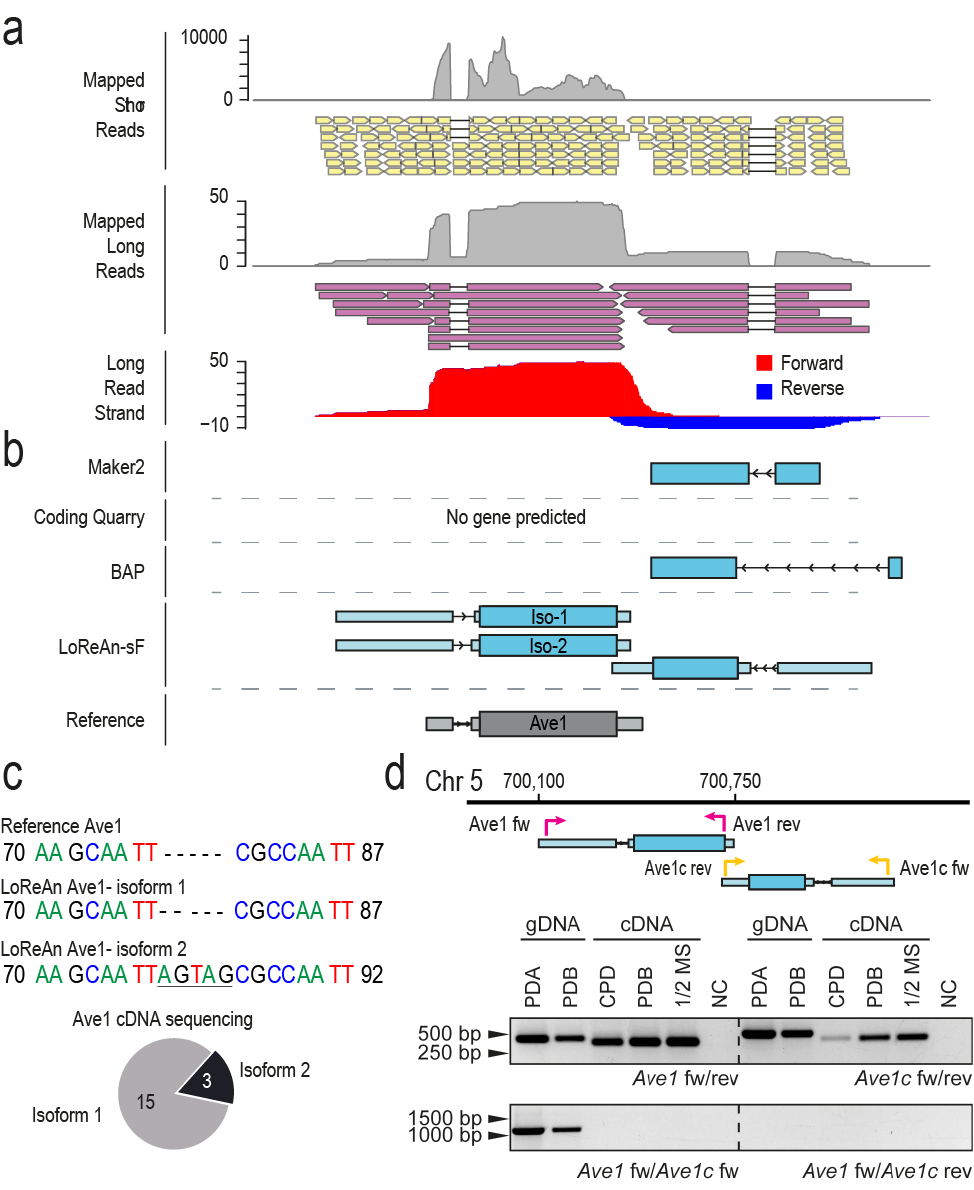 a
10000
Mapped
Shor
Reads
0
50
Mapped
Long
Reads
0
50
Long
Read
Strand
−10
Forward
Reverse
b
Maker2
Coding Quarry
No gene predicted
BAP
LoReAn-sF
Iso-1
Iso-2
Reference
Ave1
c
Reference Ave1
70 AA GCAA TT - - - - - CGCCAA TT 87
LoReAn Ave1- isoform 1
70 AA GCAA TT - - - - - CGCCAA TT 87
LoReAn Ave1- isoform 2
70 AA GCAA TTAGTAGCGCCAA TT 92
Ave1 cDNA sequencing
Isoform 2
3
15
Isoform 1
d
Chr 5
700,100
700,750
Ave1 fw
Ave1 rev
Ave1c rev
Ave1c fw
gDNA cDNA gDNA cDNA
PDA PDB CPD PDB 1/2 MS NC PDA PDB CPD PDB 1/2 MS NC
500 bp
250 bp
Ave1 fw/rev
Ave1c fw/rev
1500 bp
1000 bp
Ave1 fw/Ave1c fw
Ave1 fw/Ave1c rev